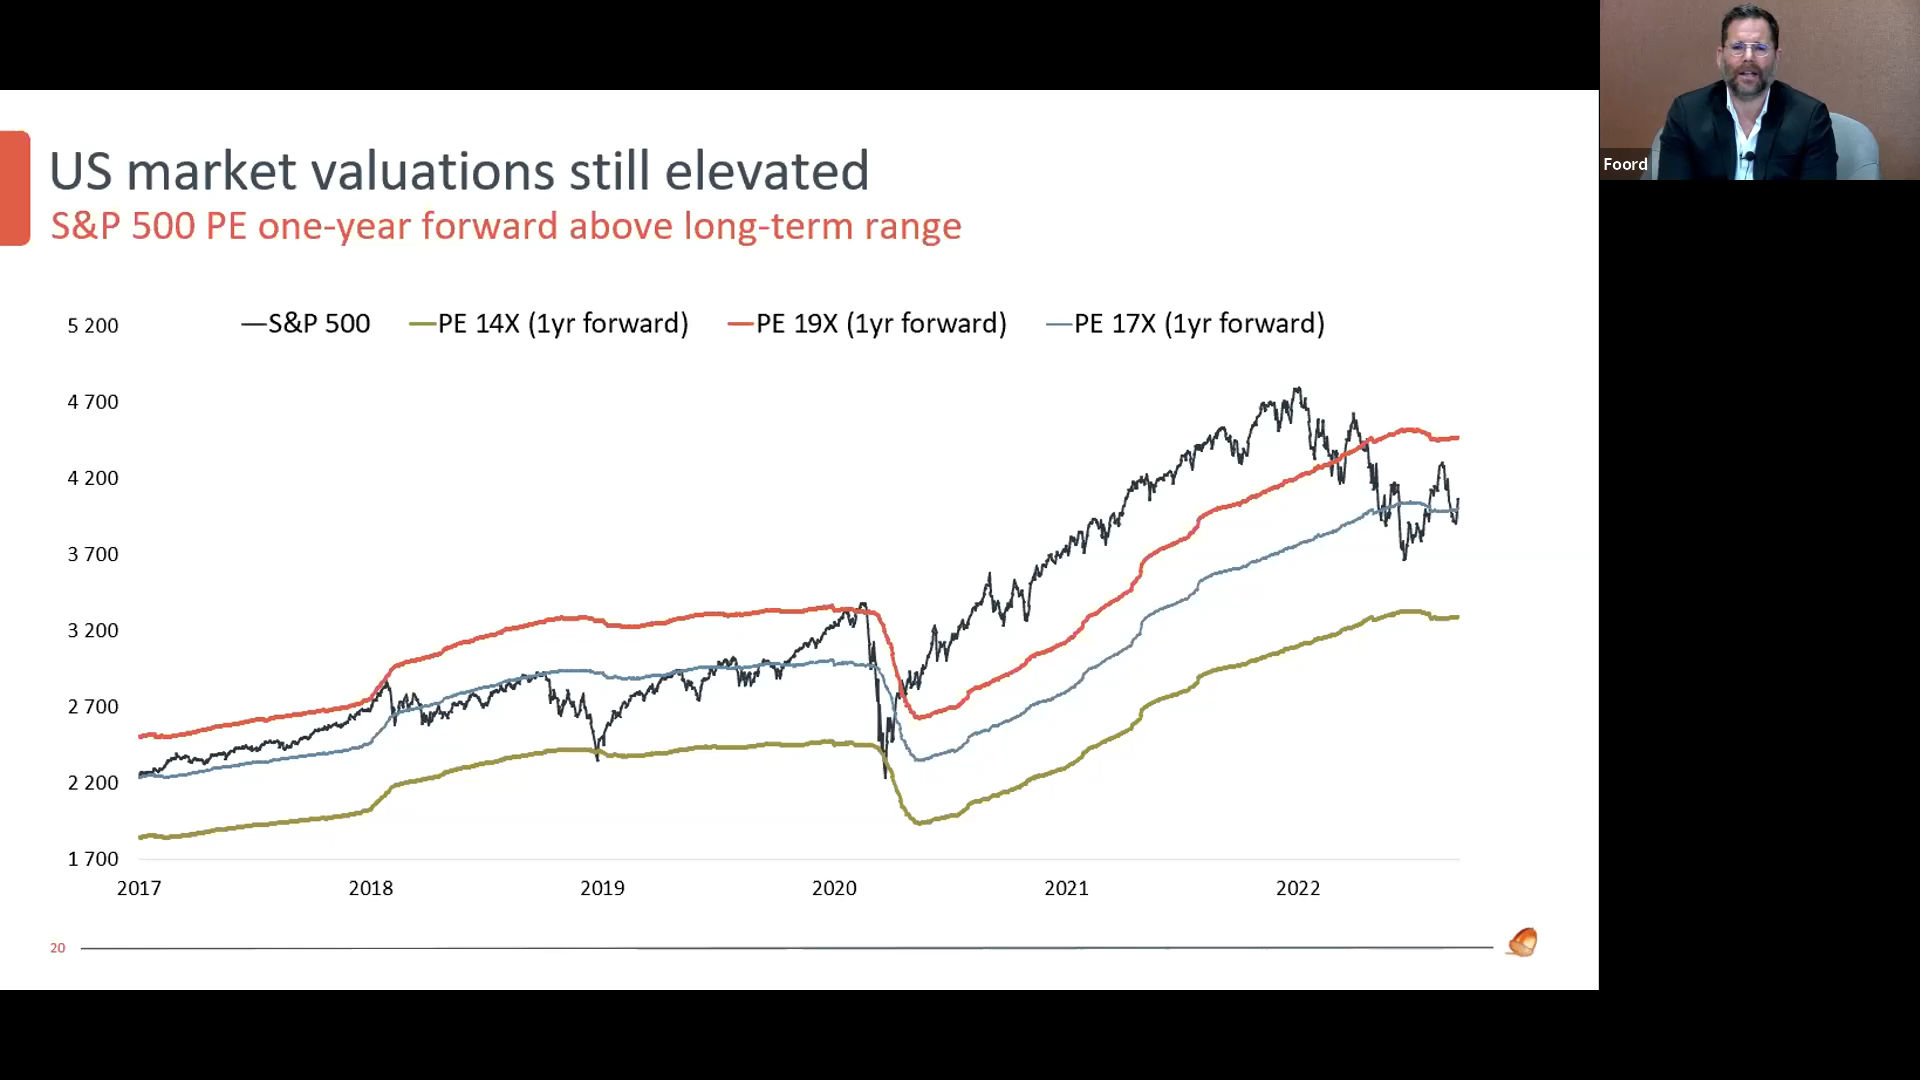 Foord
US market valuations still elevated
S&P 500 PE one-year forward above long-term range
S&P 500 PE 14X (1yr forward) PE 19X (1yr forward) PE 17X (1yr forward)
5 200
4 700
4 200
3 700
3 200
2 700
2 200
1 700
2017 2018 2019 2020 2021 2022
20